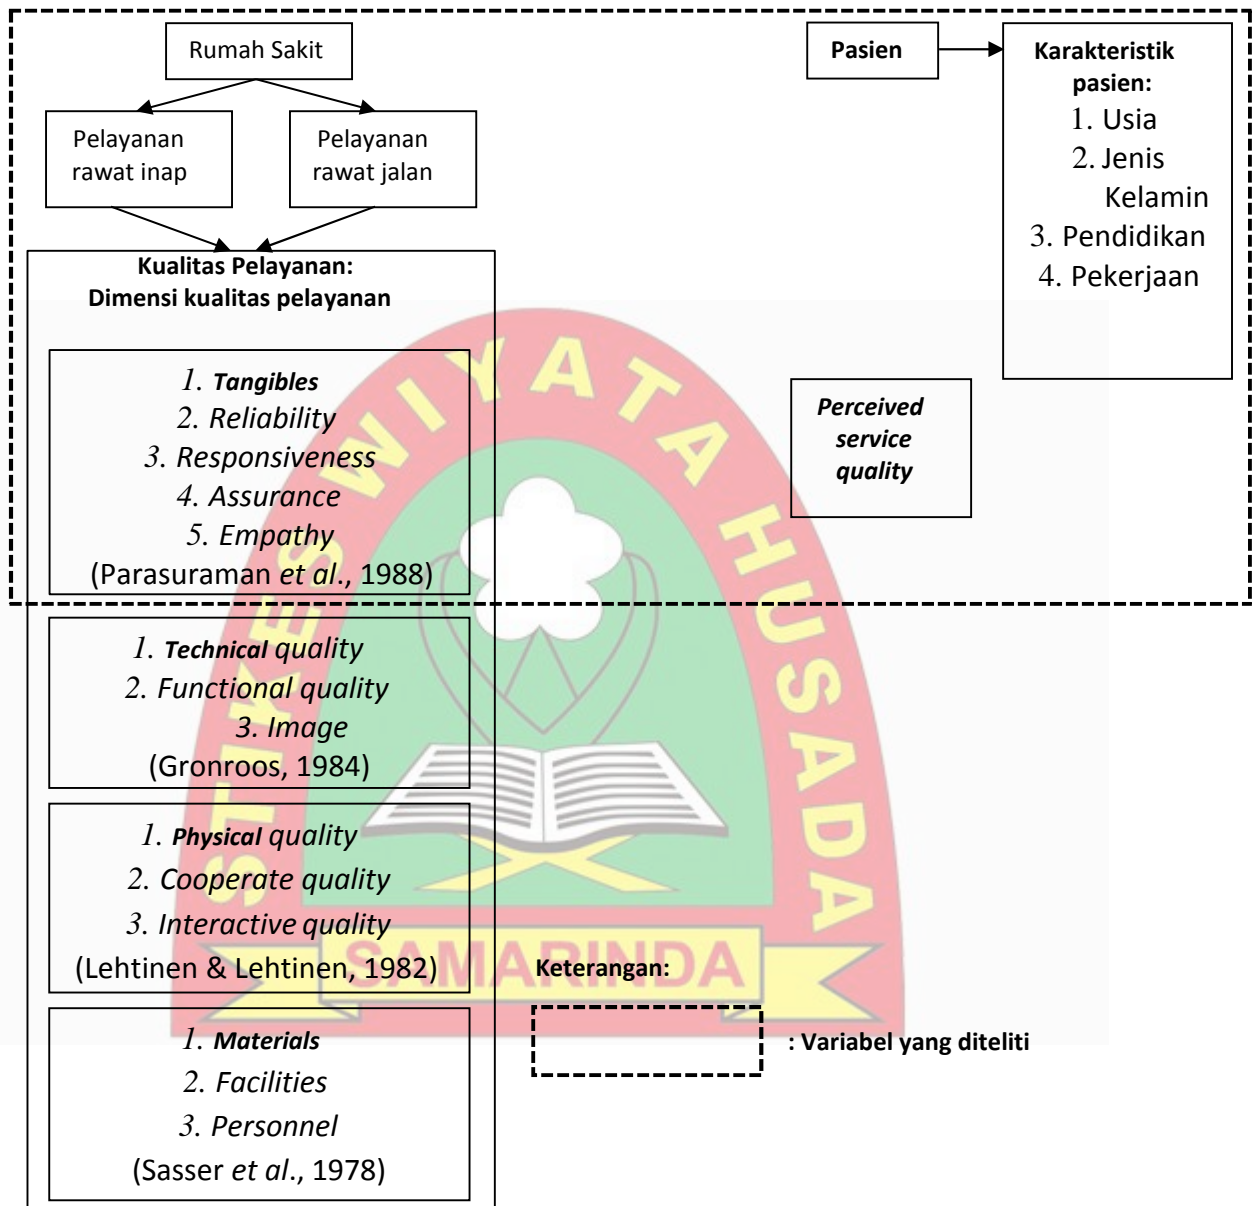 Rumah Sakit
Pelayanan
rawat inap
Pelayanan
rawat jalan
Pasien
Karakteristik
pasien:
1. Usia
2. Jenis
Kelamin
3. Pendidikan
4. Pekerjaan
Kualitas Pelayanan:
Dimensi kualitas pelayanan
1. Tangibles
2. Reliability
3. Responsiveness
4. Assurance
5. Empathy
(Parasuraman et al., 1988)
Perceived
service
quality
1. Technical quality
2. Functional quality
3. Image
(Gronroos, 1984)
1. Physical quality
2. Cooperate quality
3. Interactive quality
(Lehtinen & Lehtinen, 1982)
1. Materials
2. Facilities
3. Personnel
(Sasser et al., 1978)
Keterangan:
: Variabel yang diteliti
STIKES WIYATA HUSADA
SAMARINDA